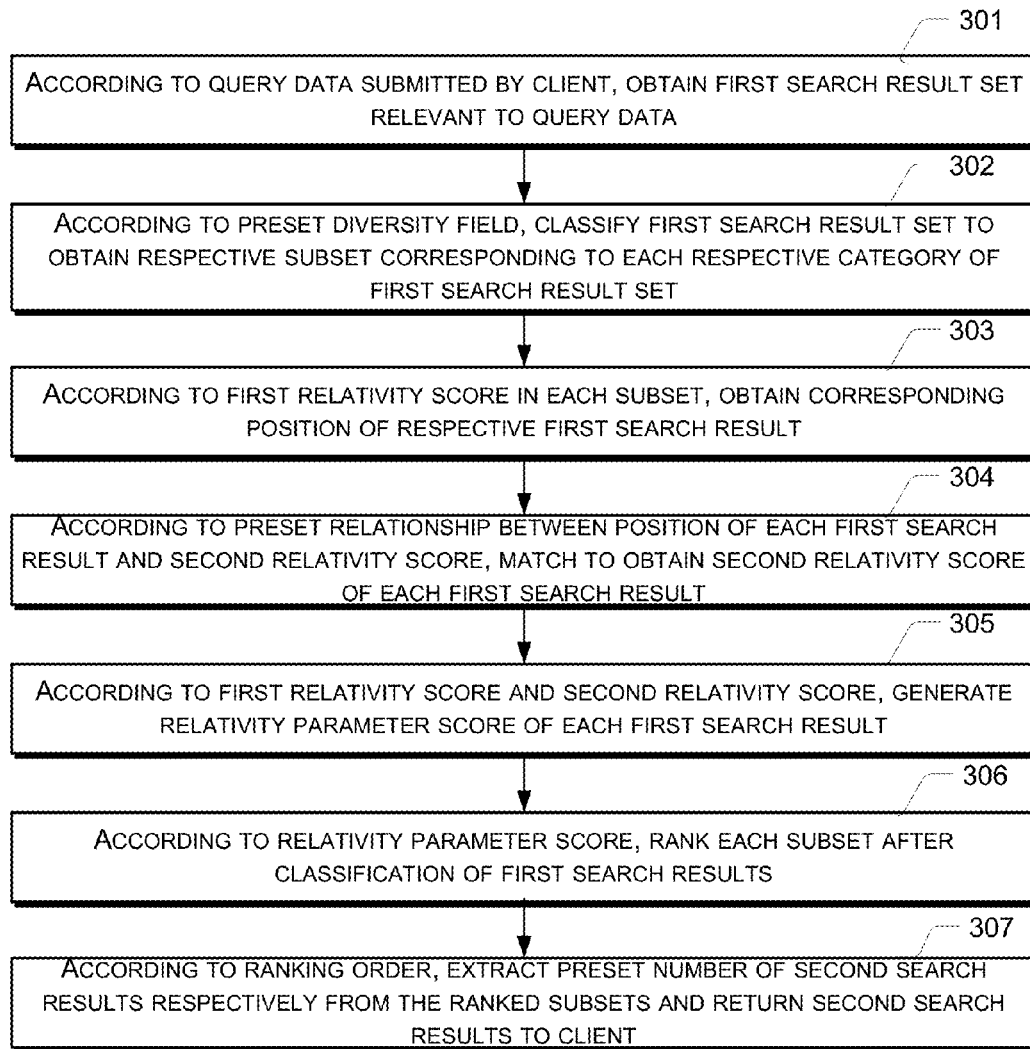 301
ACCORDING TO QUERY DATA SUBMITTED BY CLIENT, OBTAIN FIRST SEARCH RESULT SET
RELEVANT TO QUERY DATA
302
ACCORDING TO PRESET DIVERSITY FIELD, CLASSIFY FIRST SEARCH RESULT SET TO
OBTAIN RESPECTIVE SUBSET CORRESPONDING TO EACH RESPECTIVE CATEGORY OF
FIRST SEARCH RESULT SET
303
ACCORDING TO FIRST RELATIVITY SCORE IN EACH SUBSET, OBTAIN CORRESPONDING
POSITION OF RESPECTIVE FIRST SEARCH RESULT
304
ACCORDING TO PRESET RELATIONSHIP BETWEEN POSITION OF EACH FIRST SEARCH
RESULT AND SECOND RELATIVITY SCORE, MATCH TO OBTAIN SECOND RELATIVITY SCORE
OF EACH FIRST SEARCH RESULT
305
ACCORDING TO FIRST RELATIVITY SCORE AND SECOND RELATIVITY SCORE, GENERATE
RELATIVITY PARAMETER SCORE OF EACH FIRST SEARCH RESULT
306
ACCORDING TO RELATIVITY PARAMETER SCORE, RANK EACH SUBSET AFTER
CLASSIFICATION OF FIRST SEARCH RESULTS
307
ACCORDING TO RANKING ORDER, EXTRACT PRESET NUMBER OF SECOND SEARCH
RESULTS RESPECTIVELY FROM THE RANKED SUBSETS AND RETURN SECOND SEARCH
RESULTS TO CLIENT